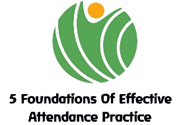 5 Foundations Of Effective
Attendance Practice